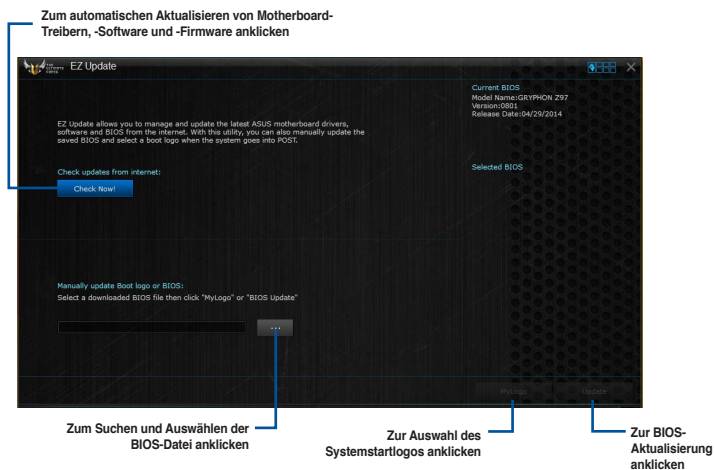 Zum automatischen Aktualisieren von Motherboard-
Treibern, -Software und -Firmware anklicken
THE
ULTIMATE
FORCE
EZ Update
Current BIOS
Model Name:GRYPHON Z97
Version:0801
Release Date:04/29/2014
EZ Update allows you to manage and update the latest ASUS motherboard drivers,
software and BIOS from the internet. With this utility, you can also manually update the
saved BIOS and select a boot logo when the system goes into POST.
Check updates from internet:
Selected BIOS
Check Now!
Manually update Boot logo or BIOS:
Select a downloaded BIOS file then click "MyLogo" or "BIOS Update"
...
MyLogo
Update
Zum Suchen und Auswählen der
BIOS-Datei anklicken
Zur Auswahl des
Systemstartlogos anklicken
Zur BIOS-
Aktualisierung
anklicken